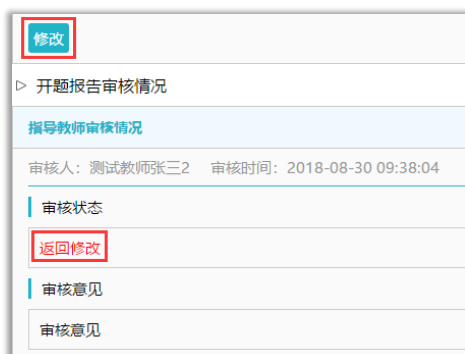 修改
开题报告审核情况
指导教师审核情况
审核人：测试教师张三2 审核时间：2018-08-30 09:38:04
审核状态
返回修改
审核意见
审核意见